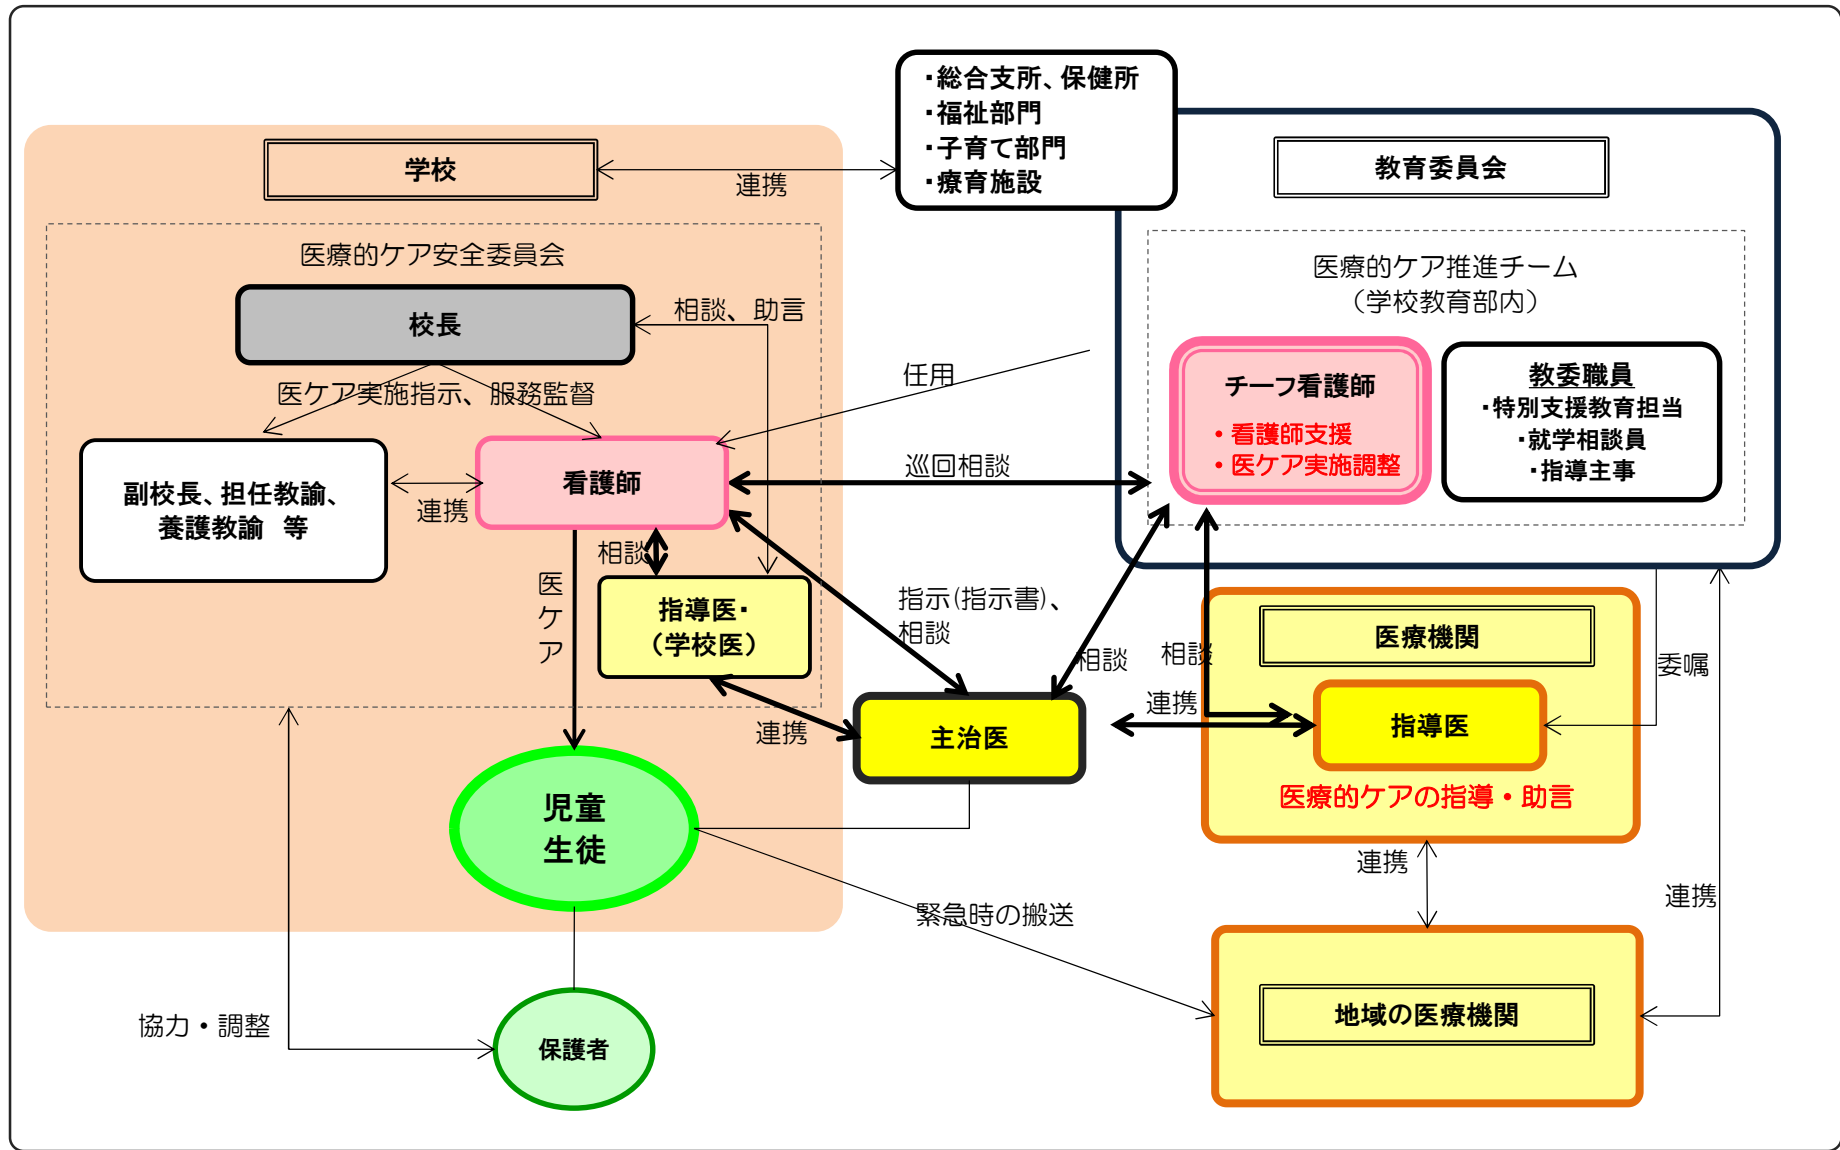 ・総合支所、保健所
・福祉部門
・子育て部門
・療育施設
学校
連携
教育委員会
医療的ケア安全委員会
医療的ケア推進チーム
（学校教育部内）
校長
相談、助言
医ケア実施指示、服務監督
任用
チーフ看護師
・看護師支援
・医ケア実施調整
教委職員
・特別支援教育担当
・就学相談員
・指導主事
副校長、担任教諭、
養護教諭　等
連携
看護師
巡回相談
相談
医
ケ
ア
指導医・
（学校医）
指示(指示書)、
相談
相談
相談
医療機関
委嘱
連携
主治医
連携
指導医
医療的ケアの指導・助言
児童
生徒
連携
緊急時の搬送
連携
協力・調整
保護者
地域の医療機関